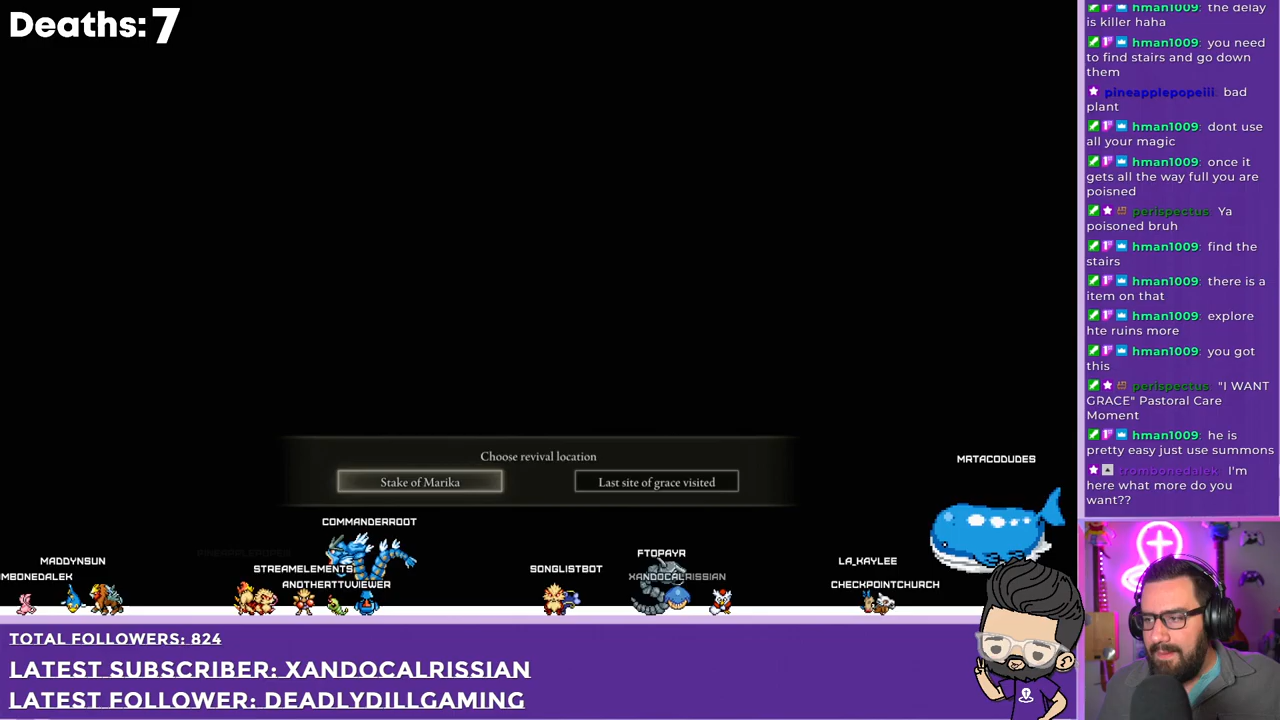 Deaths: 7
hman1009: the delay
is killer haha
hman1009: you need
to find stairs and go down
them
pineapplepopeiii: bad
plant
hman1009: dont use
all your magic
hman1009: once it
gets all the way full you are
poisned
perispectus: Ya
poisoned bruh
hman1009: find the
stairs
hman1009: there is a
item on that
hman1009: explore
hte ruins more
hman1009: you got
this
perispectus: "I WANT
GRACE" Pastoral Care
Moment
hman1009: he is
pretty easy just use summons
trombonedalek: I'm
here what more do you
want??
Choose revival location
Stake of Marika
Last site of grace visited
MATACODUDES
COMMANDERROOT
MADDYNSUN
MBONEDALEK
STREAMELEMENTS
ANOTHERTTVVIEWER
SONGLISTBOT
FTOPAYR
XANDOCALRISSIAN
LA_KAYLEE
CHECKPOINTCHURCH
TOTAL FOLLOWERS: 824
LATEST SUBSCRIBER: XANDOCALRISSIAN
LATEST FOLLOWER: DEADLYDILLGAMING